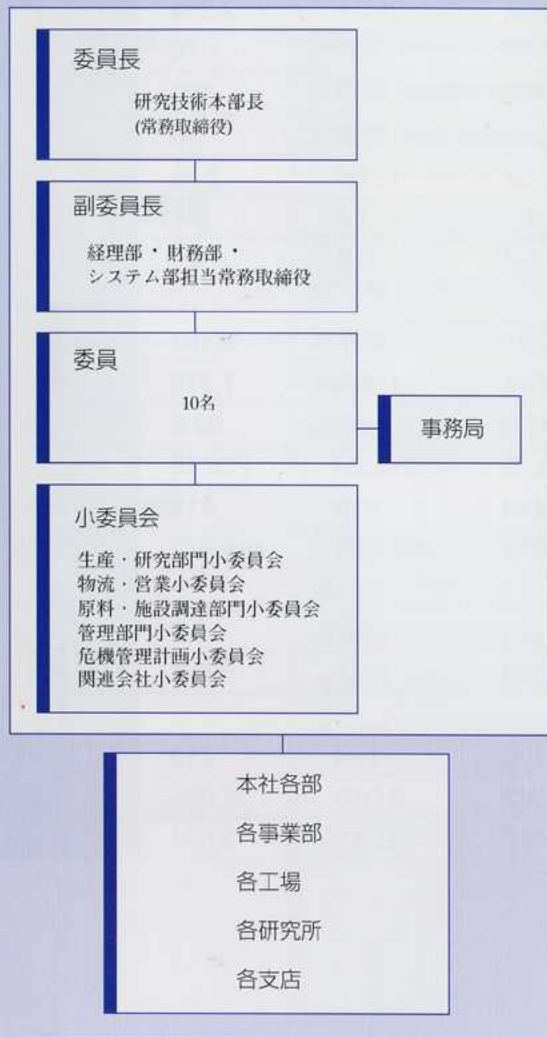 委員長
研究技術本部長
(常務取締役)
副委員長
経理部・財務部・
システム部担当常務取締役
委員
10名
事務局
小委員会
生産・研究部門小委員会
物流・営業小委員会
原料・施設調達部門小委員会
管理部門小委員会
危機管理計画小委員会
関連会社小委員会
本社各部
各事業部
各工場
各研究所
各支店